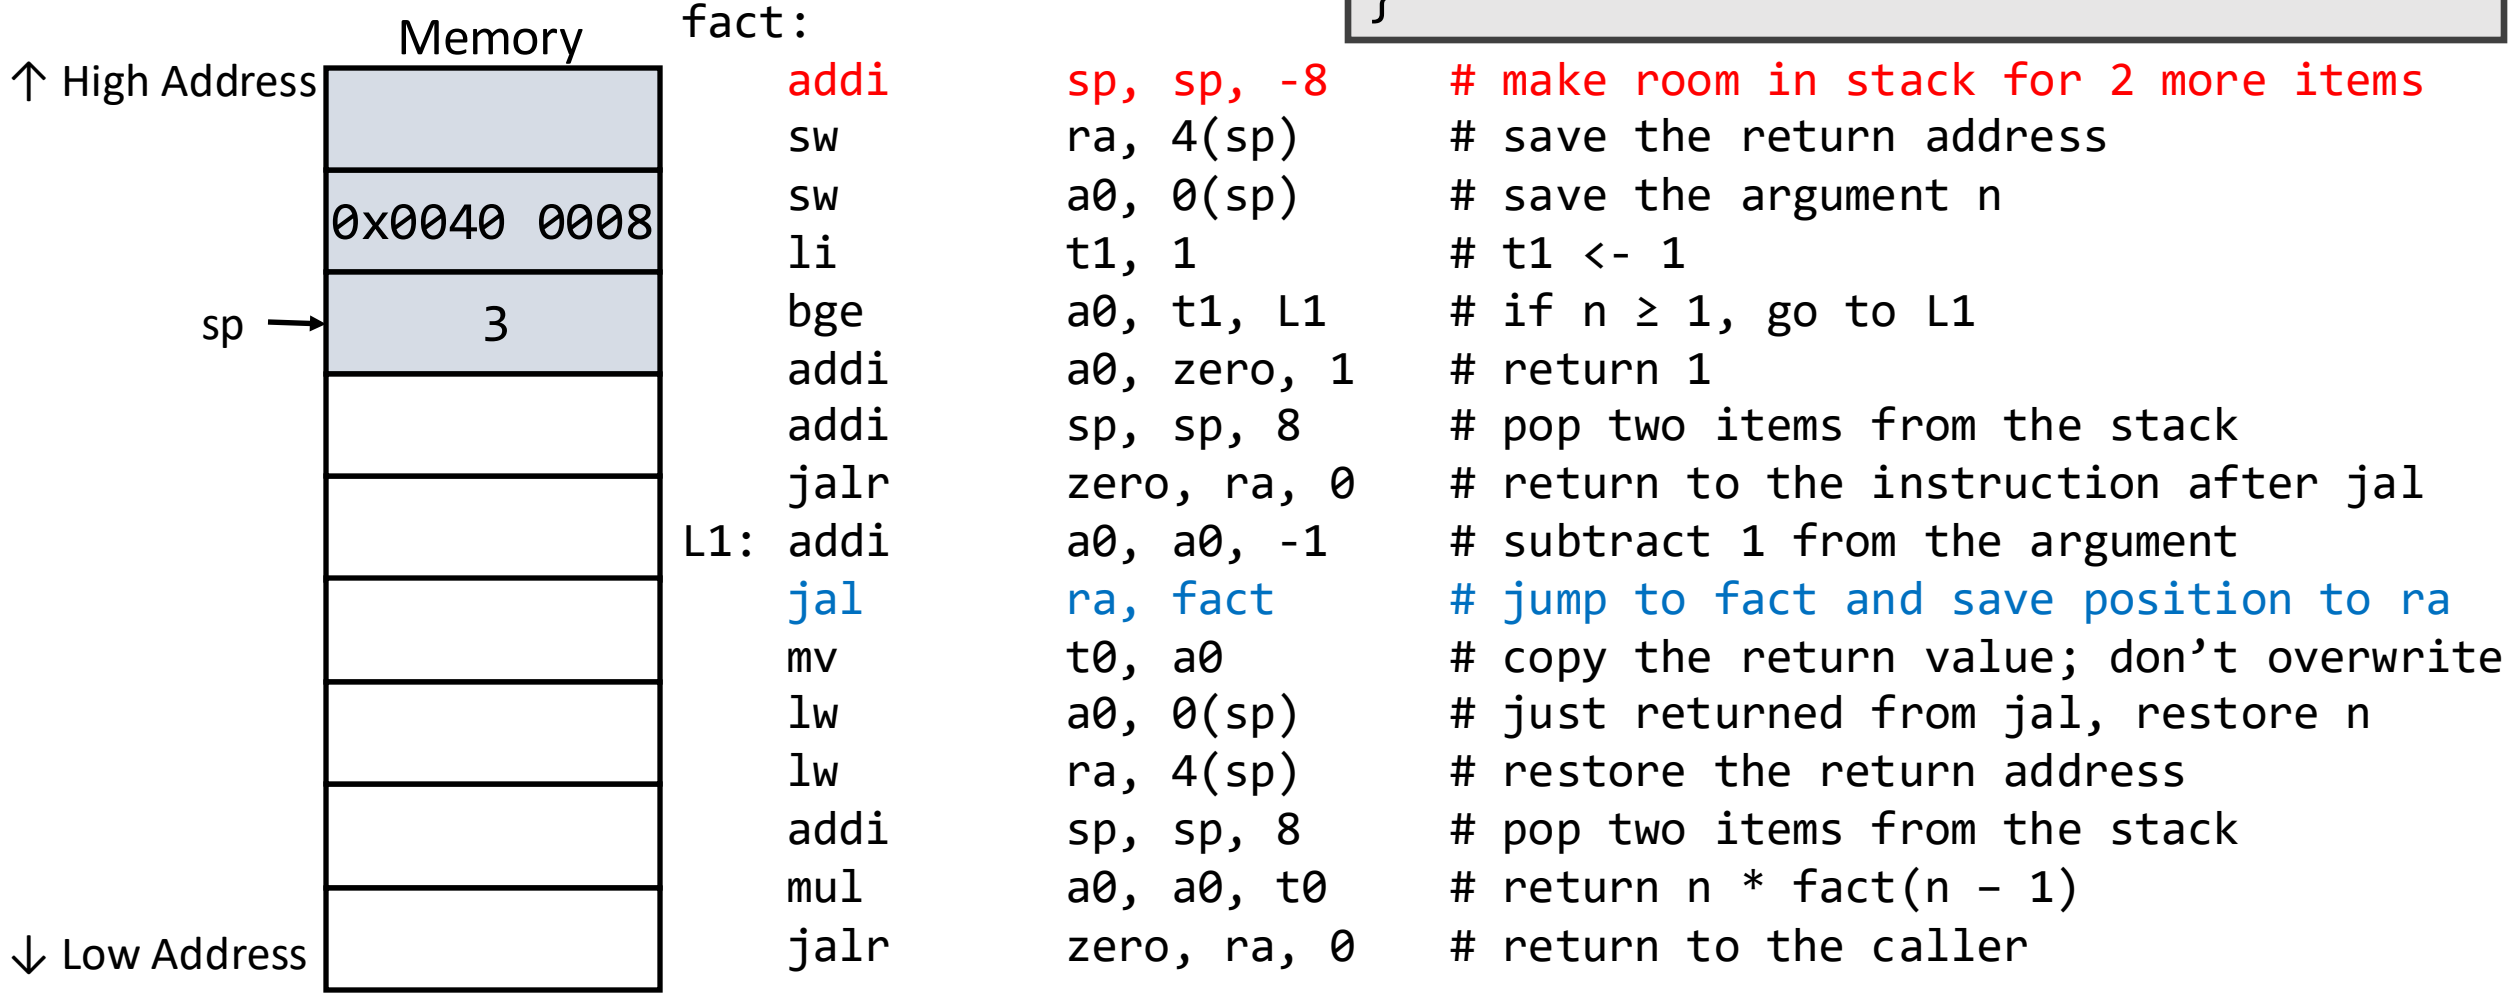 }
Memory
fact:
↑ High Address
addi sp, sp, -8 # make room in stack for 2 more items
sw ra, 4(sp) # save the return address
sw a0, 0(sp) # save the argument n
0x0040 0008
li t1, 1 # t1 <- 1
sp
3
bge a0, t1, L1 # if n ≥ 1, go to L1
addi a0, zero, 1 # return 1
addi sp, sp, 8 # pop two items from the stack
jalr zero, ra, 0 # return to the instruction after jal
L1: addi a0, a0, -1 # subtract 1 from the argument
jal ra, fact # jump to fact and save position to ra
mv t0, a0 # copy the return value; don’t overwrite
lw a0, 0(sp) # just returned from jal, restore n
lw ra, 4(sp) # restore the return address
addi sp, sp, 8 # pop two items from the stack
mul a0, a0, t0 # return n * fact(n – 1)
jalr zero, ra, 0 # return to the caller
↓ Low Address